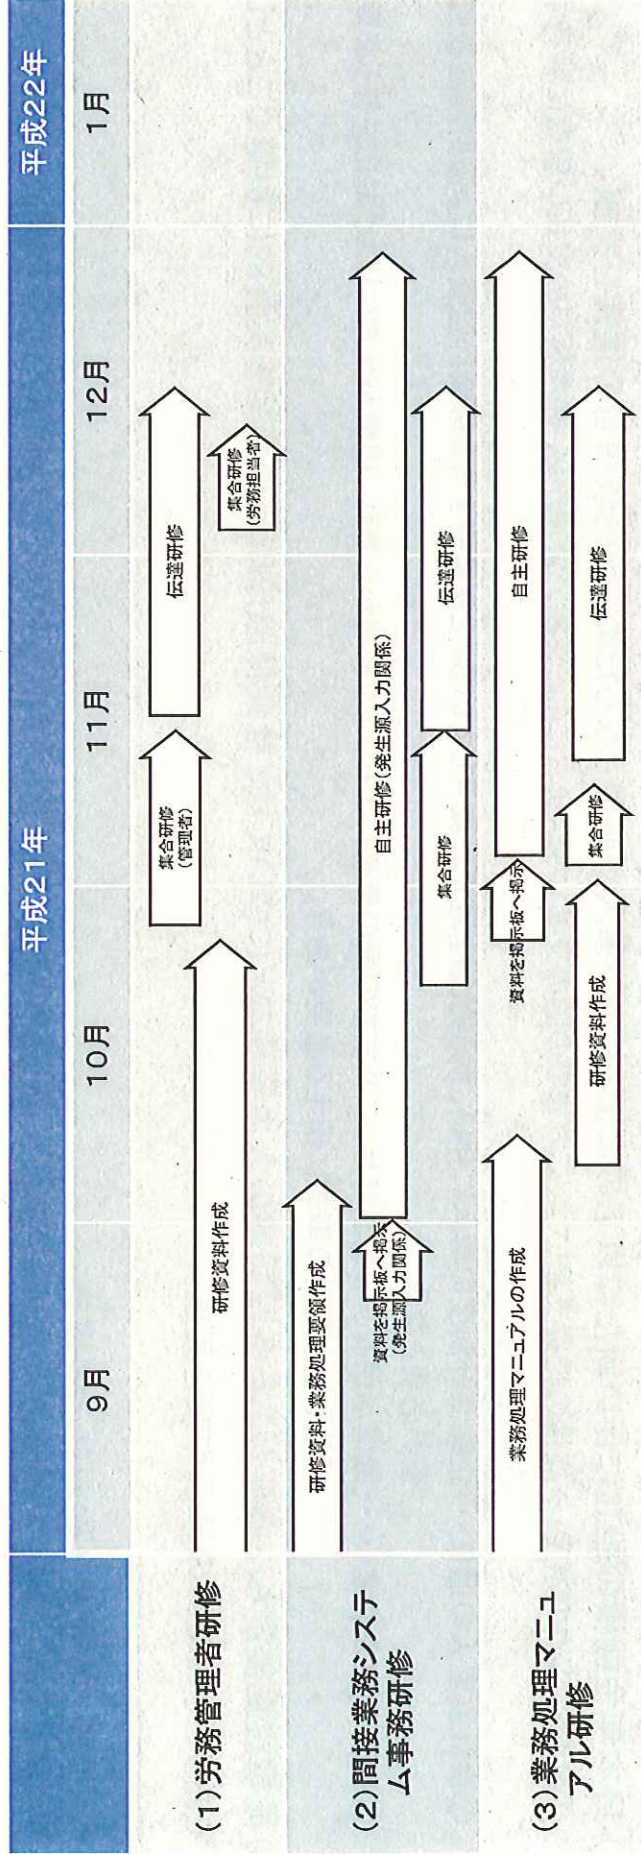 平成21年
平成22年
9月
10月
11月
12月
1月
(1)労務管理者研修
研修資料作成
集合研修
(管理者)
伝達研修
集合研修
(労務担当者)
(2)間接業務システ
ム事務研修
研修資料・業務処理要領作成
資料を掲示板へ掲示
(発生源入力関係)
自主研修(発生源入力関係)
集合研修
伝達研修
(3)業務処理マニュ
アル研修
業務処理マニュアルの作成
資料を掲示板へ掲示
自主研修
研修資料作成
集合研修
伝達研修